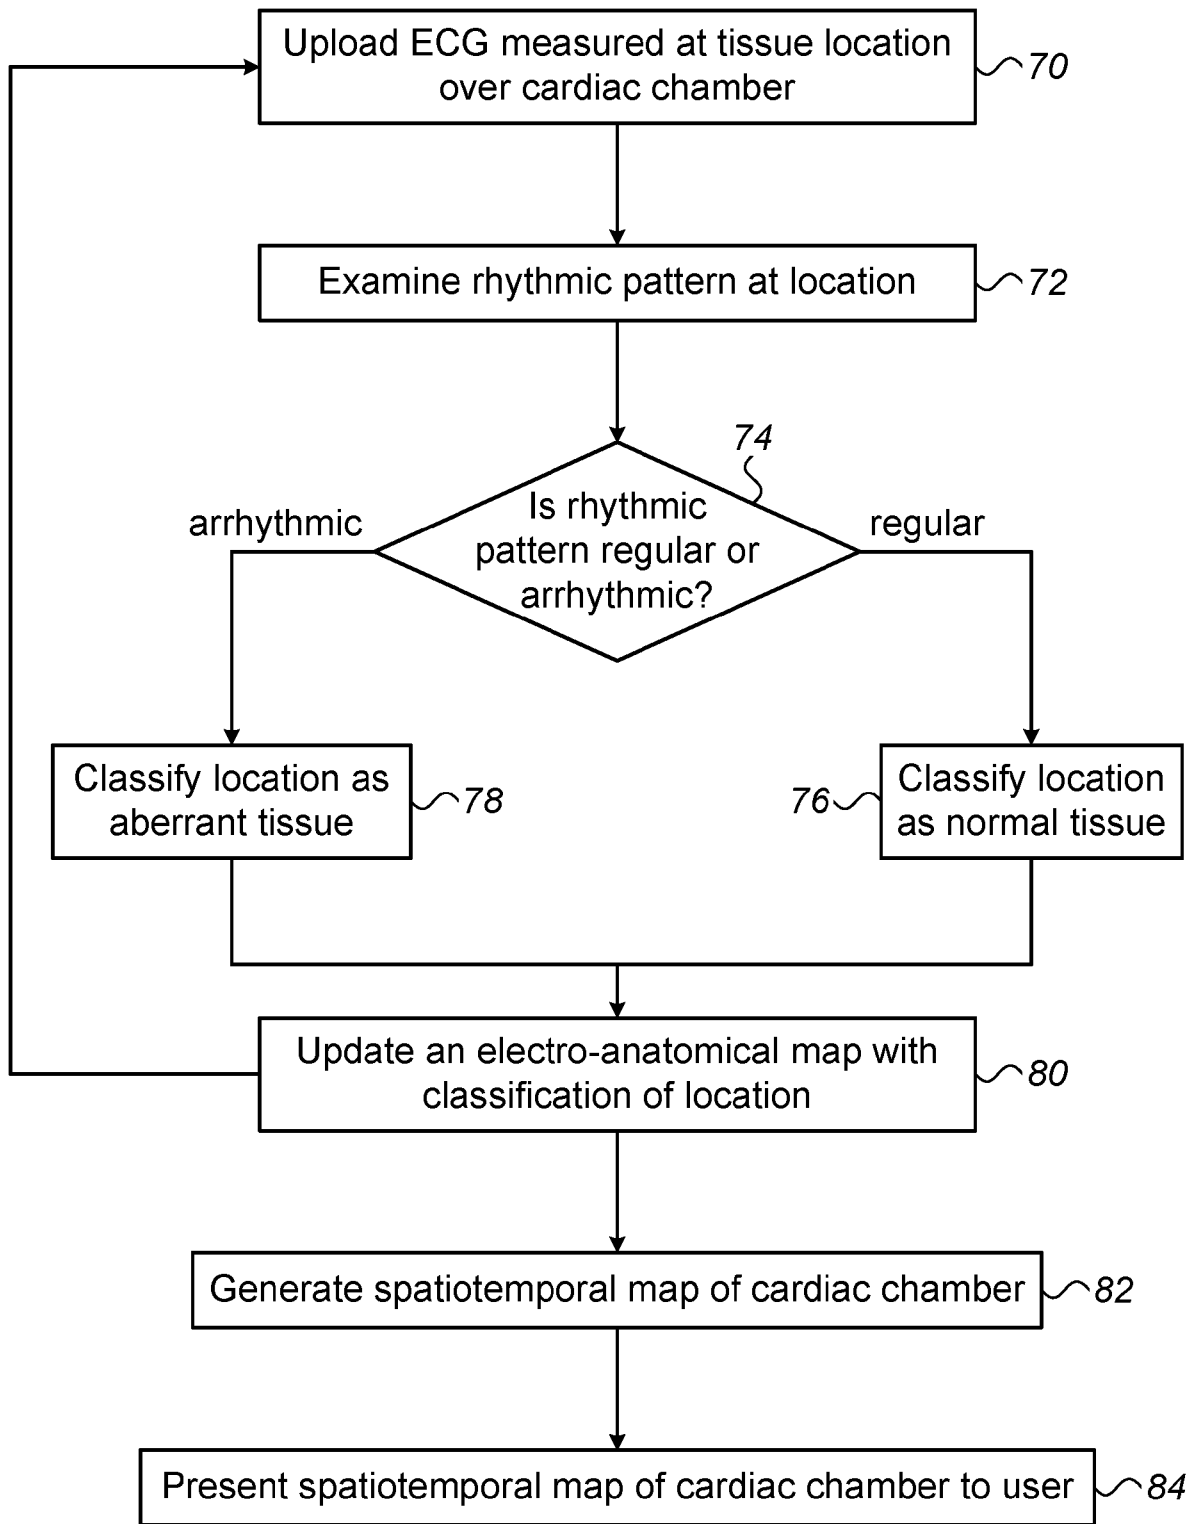 Upload ECG measured at tissue location
over cardiac chamber
70
Examine rhythmic pattern at location
72
74
Is rhythmic
pattern regular or
arrhythmic?
arrhythmic
regular
Classify location as
aberrant tissue
78
76
Classify location
as normal tissue
Update an electro-anatomical map with
classification of location
80
Generate spatiotemporal map of cardiac chamber
82
Present spatiotemporal map of cardiac chamber to user
84